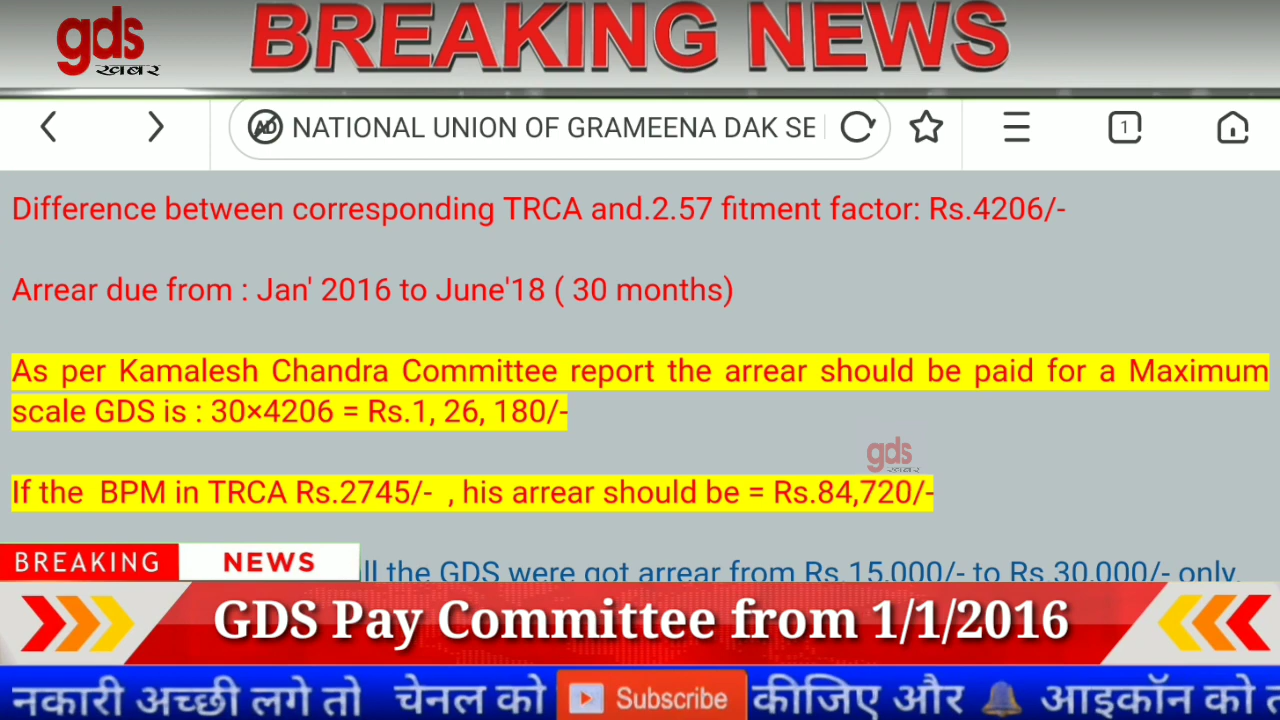 gds
खबर
BREAKING NEWS
AD NATIONAL UNION OF GRAMEENA DAK SE
1
Difference between corresponding TRCA and.2.57 fitment factor: Rs.4206/-
Arrear due from : Jan' 2016 to June'18 ( 30 months)
As per Kamalesh Chandra Committee report the arrear should be paid for a Maximum
scale GDS is : 30×4206 = Rs.1, 26, 180/-
gds
खबर
If the BPM in TRCA Rs.2745/- , his arrear should be = Rs.84,720/-
BREAKING NEWS
ll the GDS were got arrear from Rs.15,000/- to Rs.30,000/- only.
GDS Pay Committee from 1/1/2016
नकारी अच्छी लगे तो चेनल को Subscribe कीजिए और 🔔 आइकॉन को